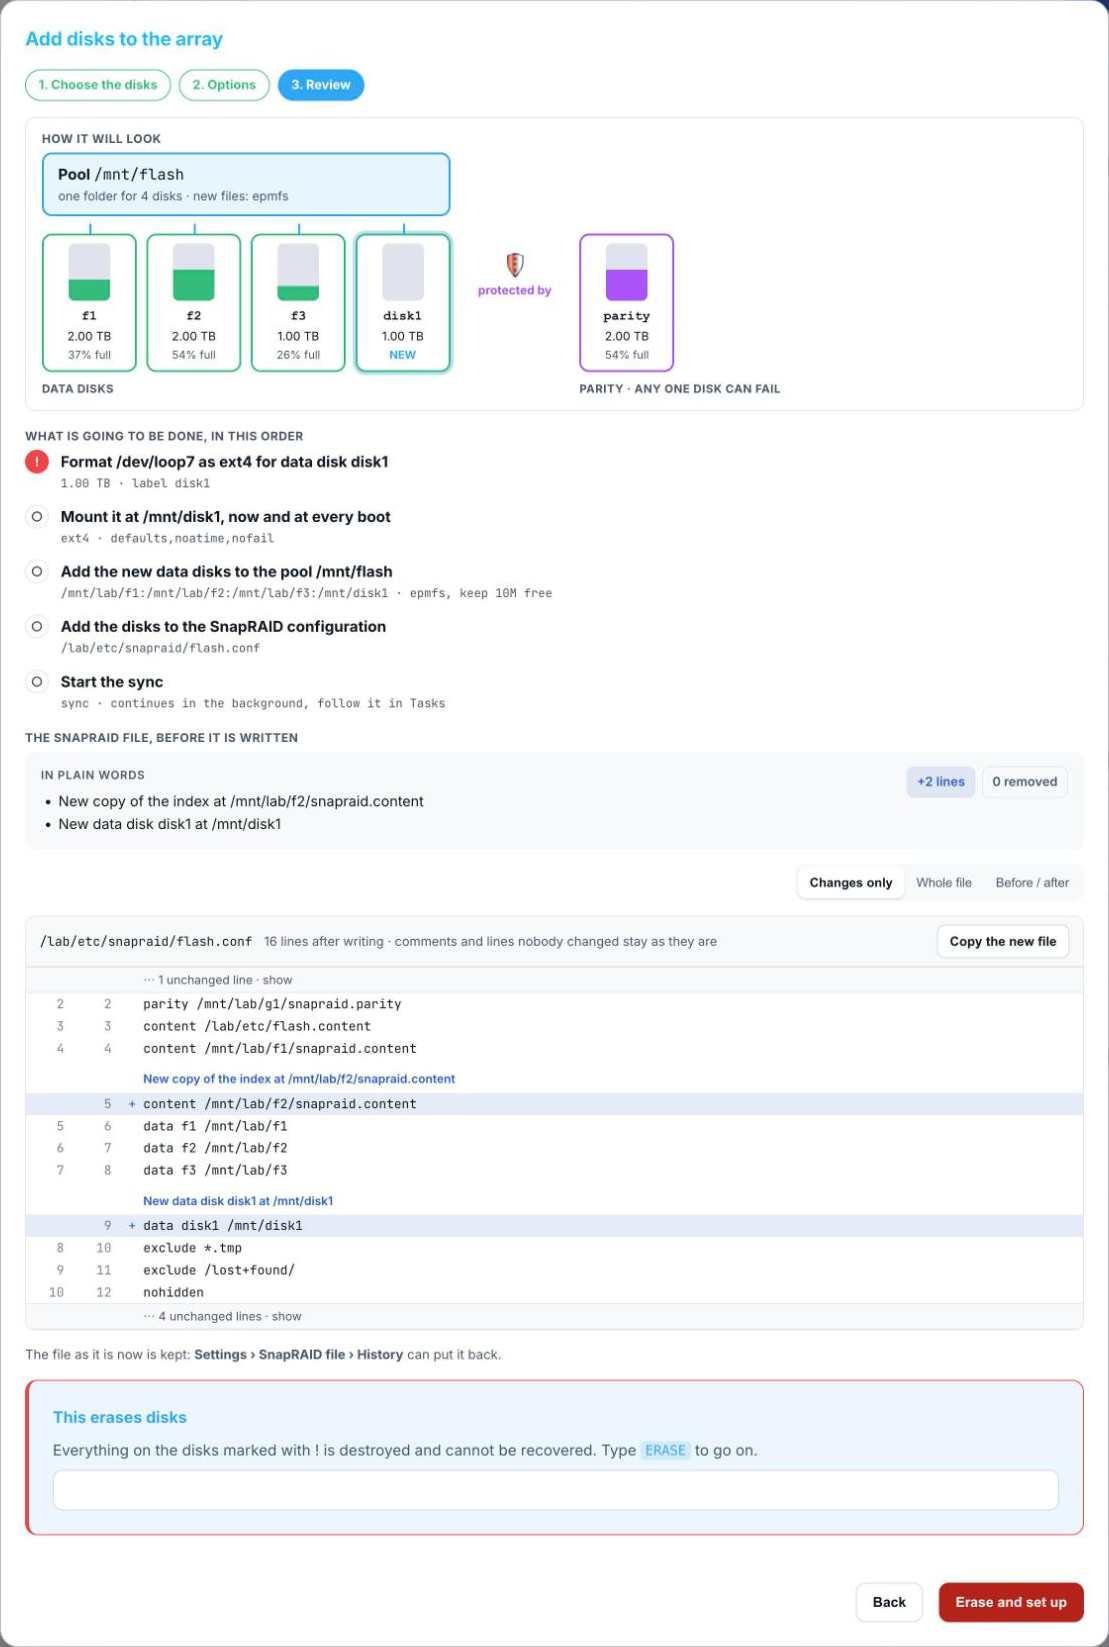 Add disks to the array
1. Choose the disks
2. Options
3. Review
HOW IT WILL LOOK
Pool /mnt/flash
one folder for 4 disks · new files: epmfs
f1
2.00 TB
37% full
f2
2.00 TB
54% full
f3
1.00 TB
26% full
disk1
1.00 TB
NEW
protected by
parity
2.00 TB
54% full
DATA DISKS
PARITY · ANY ONE DISK CAN FAIL
WHAT IS GOING TO BE DONE, IN THIS ORDER
! Format /dev/loop7 as ext4 for data disk disk1
1.00 TB · label disk1
Mount it at /mnt/disk1, now and at every boot
ext4 · defaults,noatime,nofail
Add the new data disks to the pool /mnt/flash
/mnt/lab/f1:/mnt/lab/f2:/mnt/lab/f3:/mnt/disk1 · epmfs, keep 10M free
Add the disks to the SnapRAID configuration
/lab/etc/snapraid/flash.conf
Start the sync
sync · continues in the background, follow it in Tasks
THE SNAPRAID FILE, BEFORE IT IS WRITTEN
IN PLAIN WORDS
+2 lines
0 removed
• New copy of the index at /mnt/lab/f2/snapraid.content
• New data disk disk1 at /mnt/disk1
Changes only
Whole file
Before / after
/lab/etc/snapraid/flash.conf 16 lines after writing · comments and lines nobody changed stay as they are
Copy the new file
··· 1 unchanged line · show
2 2 parity /mnt/lab/g1/snapraid.parity
3 3 content /lab/etc/flash.content
4 4 content /mnt/lab/f1/snapraid.content
New copy of the index at /mnt/lab/f2/snapraid.content
5 + content /mnt/lab/f2/snapraid.content
5 6 data f1 /mnt/lab/f1
6 7 data f2 /mnt/lab/f2
7 8 data f3 /mnt/lab/f3
New data disk disk1 at /mnt/disk1
9 + data disk1 /mnt/disk1
8 10 exclude *.tmp
9 11 exclude /lost+found/
10 12 nohidden
··· 4 unchanged lines · show
The file as it is now is kept: Settings › SnapRAID file › History can put it back.
This erases disks
Everything on the disks marked with ! is destroyed and cannot be recovered. Type ERASE to go on.
Back
Erase and set up